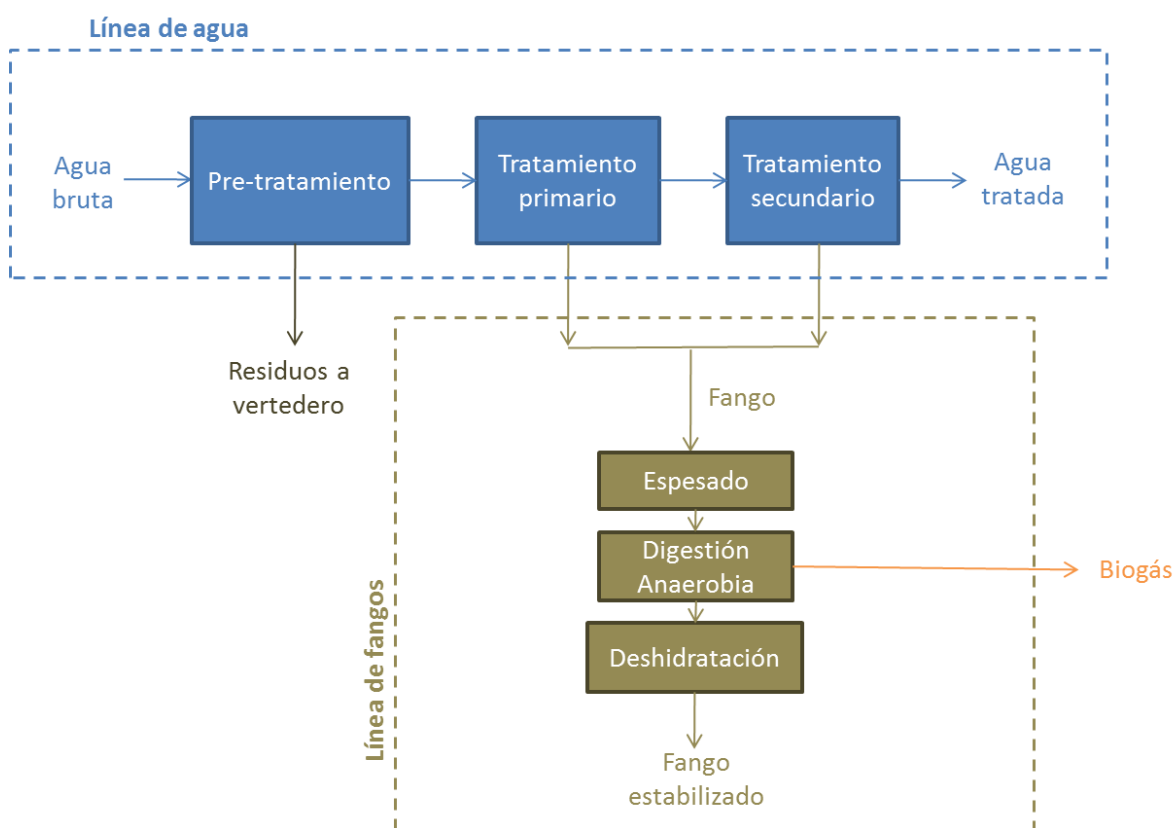 Línea de agua
Agua
bruta
Pre-tratamiento
Tratamiento
primario
Tratamiento
secundario
Agua
tratada
Residuos a
vertedero
Fango
Espesado
Digestión
Anaerobia
Biogás
Deshidratación
Línea de fangos
Fango
estabilizado